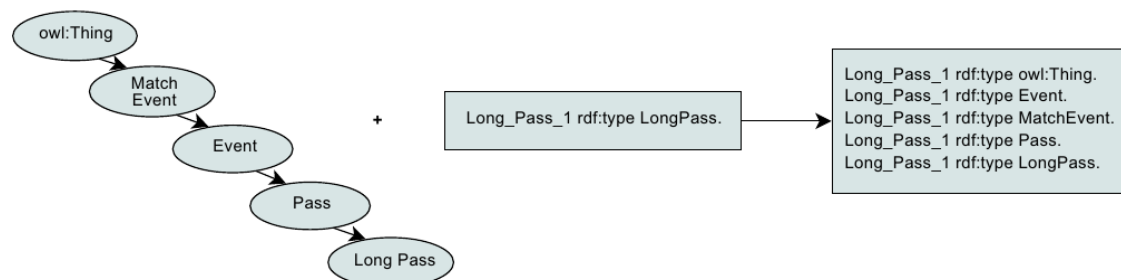 owl:Thing
Match
Event
Event
Pass
Long Pass
+
Long_Pass_1 rdf:type LongPass.
Long_Pass_1 rdf:type owl:Thing.
Long_Pass_1 rdf:type Event.
Long_Pass_1 rdf:type MatchEvent.
Long_Pass_1 rdf:type Pass.
Long_Pass_1 rdf:type LongPass.